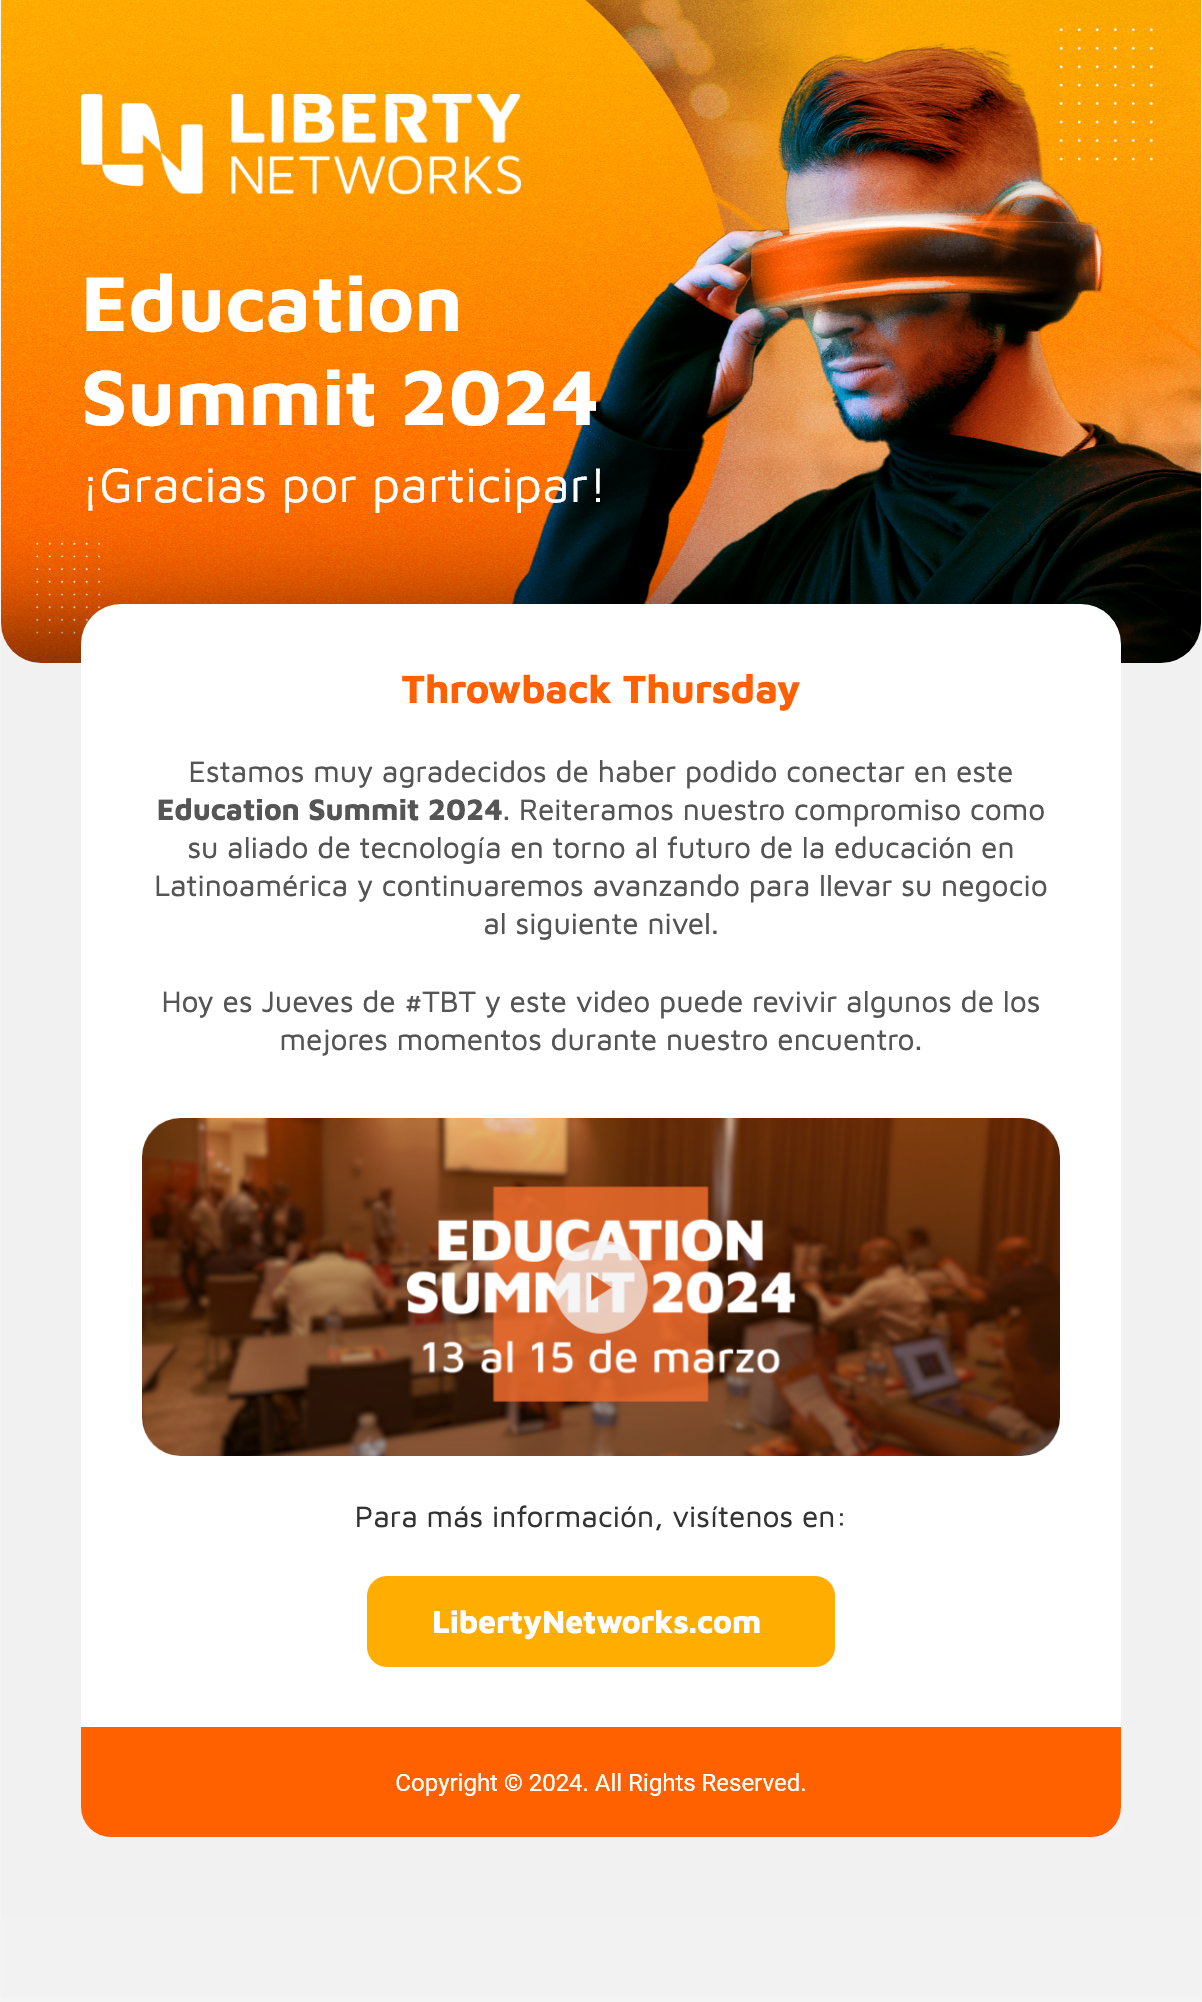 LIBERTY
NETWORKS
Education
Summit 2024
¡Gracias por participar!
Throwback Thursday
Estamos muy agradecidos de haber podido conectar en este
Education Summit 2024. Reiteramos nuestro compromiso como
su aliado de tecnología en torno al futuro de la educación en
Latinoamérica y continuaremos avanzando para llevar su negocio
al siguiente nivel.
Hoy es Jueves de #TBT y este video puede revivir algunos de los
mejores momentos durante nuestro encuentro.
EDUCATION
SUMMIT 2024
13 al 15 de marzo
Para más información, visítenos en:
LibertyNetworks.com
Copyright © 2024. All Rights Reserved.